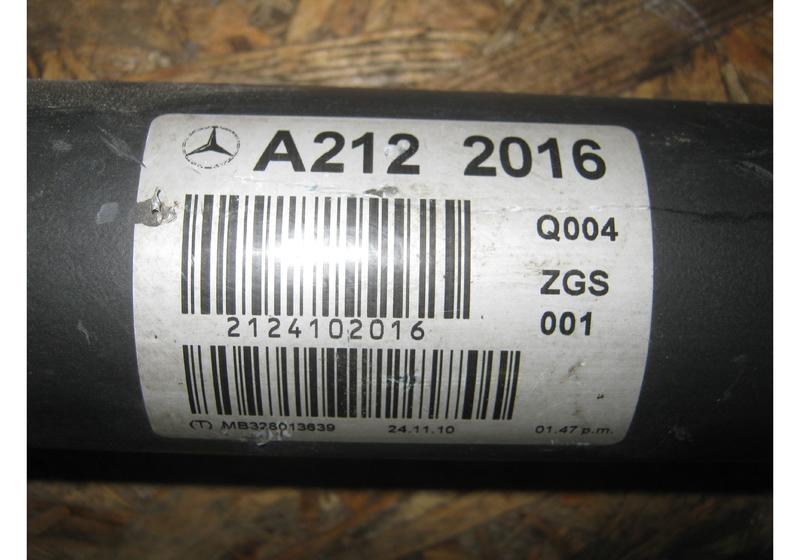 A212 2016
Q004
ZGS
001
2124102016
(T) MB328013639 24.11.10 01.47 p.m.